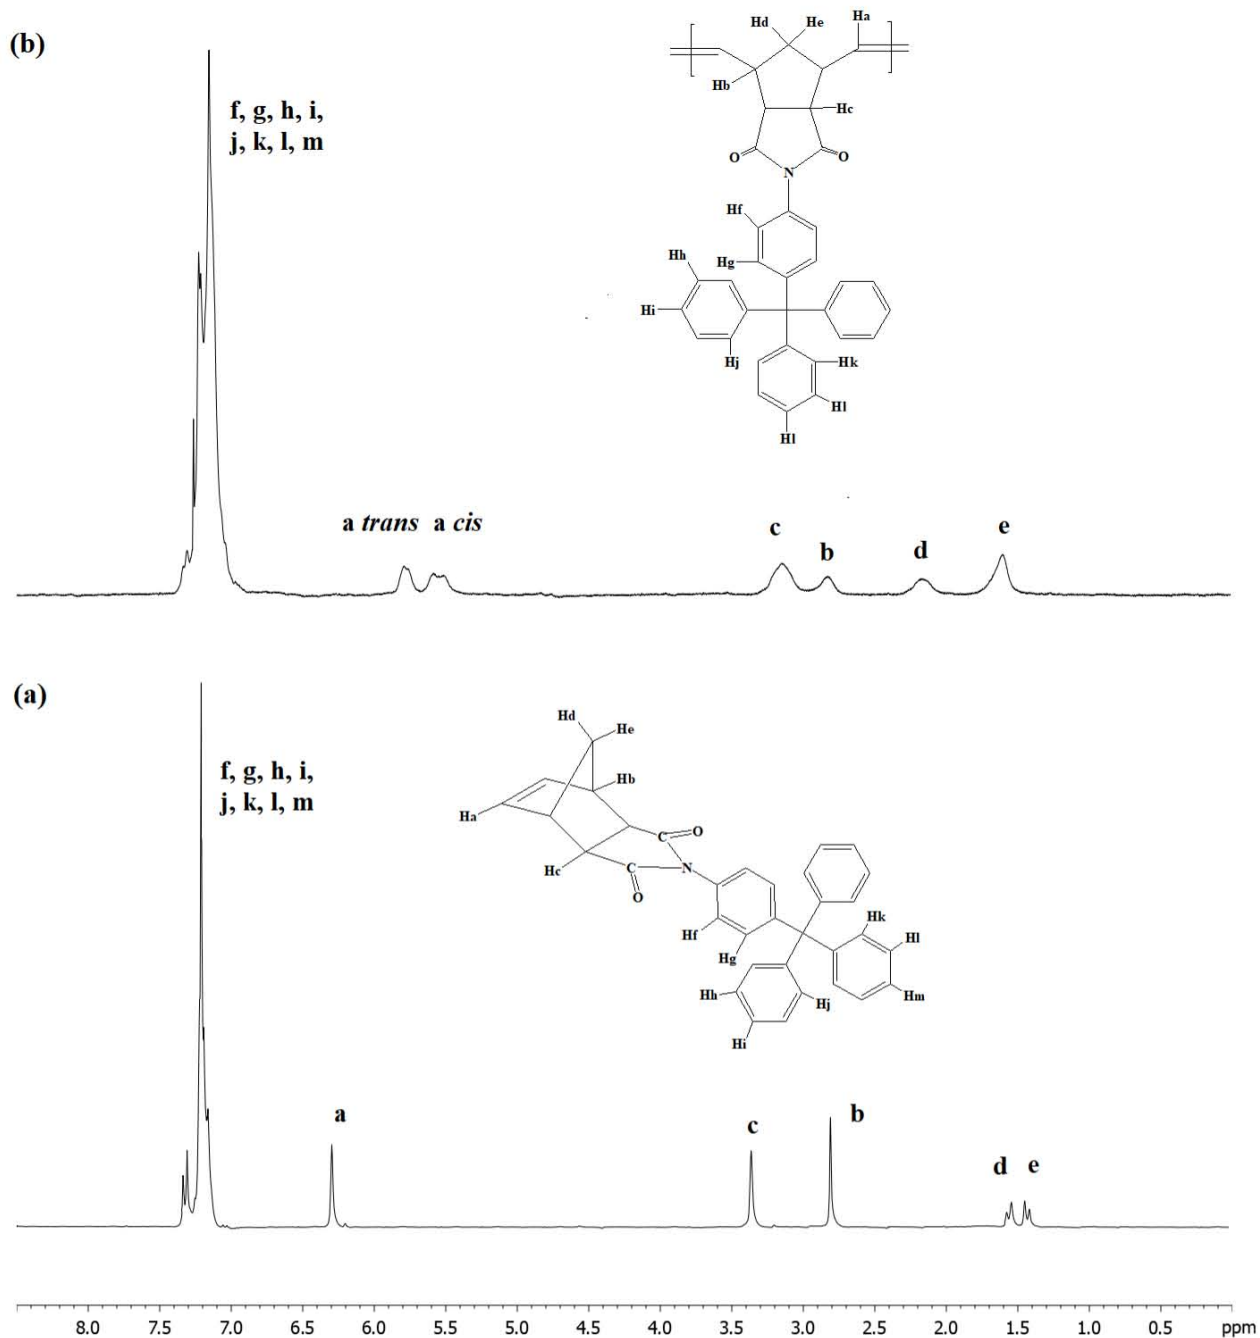 (b)
f, g, h, i,
j, k, l, m
Hd He Ha
Hb
Hc
O O
N
Hf
Hg
Hh
Hi
Hj
Hk
Hl
Hl
a trans a cis
c
b
d
e
(a)
f, g, h, i,
j, k, l, m
Hd
He
Hb
Ha
C O
Hc
C N
O
Hf
Hg
Hk
Hl
Hh
Hj
Hm
Hi
a
c
b
d e
8.0 7.5 7.0 6.5 6.0 5.5 5.0 4.5 4.0 3.5 3.0 2.5 2.0 1.5 1.0 0.5 ppm